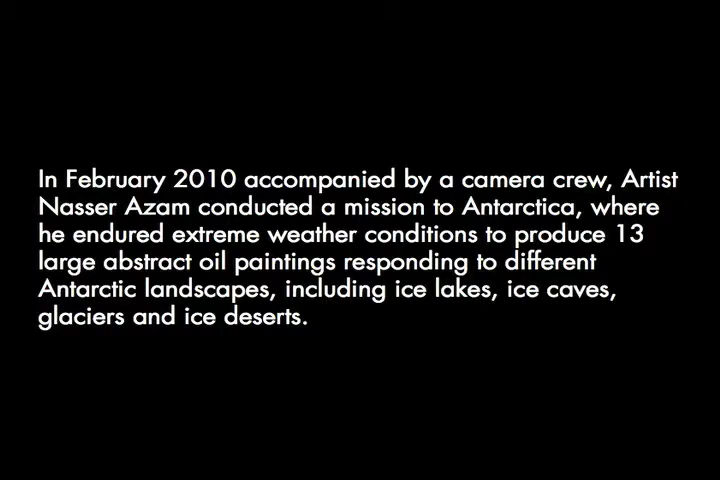 In February 2010 accompanied by a camera crew, Artist
Nasser Azam conducted a mission to Antarctica, where
he endured extreme weather conditions to produce 13
large abstract oil paintings responding to different
Antarctic landscapes, including ice lakes, ice caves,
glaciers and ice deserts.